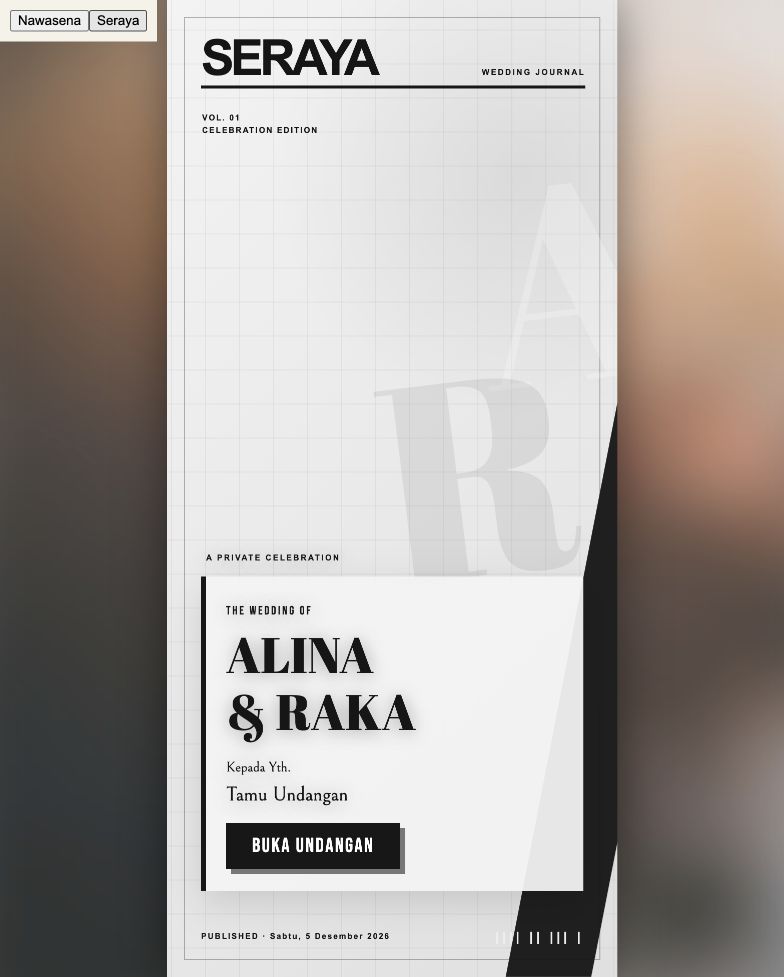 Nawasena Seraya
SERAYA
WEDDING JOURNAL
VOL. 01
CELEBRATION EDITION
A
R
A PRIVATE CELEBRATION
THE WEDDING OF
ALINA
& RAKA
Kepada Yth.
Tamu Undangan
BUKA UNDANGAN
PUBLISHED · Sabtu, 5 Desember 2026